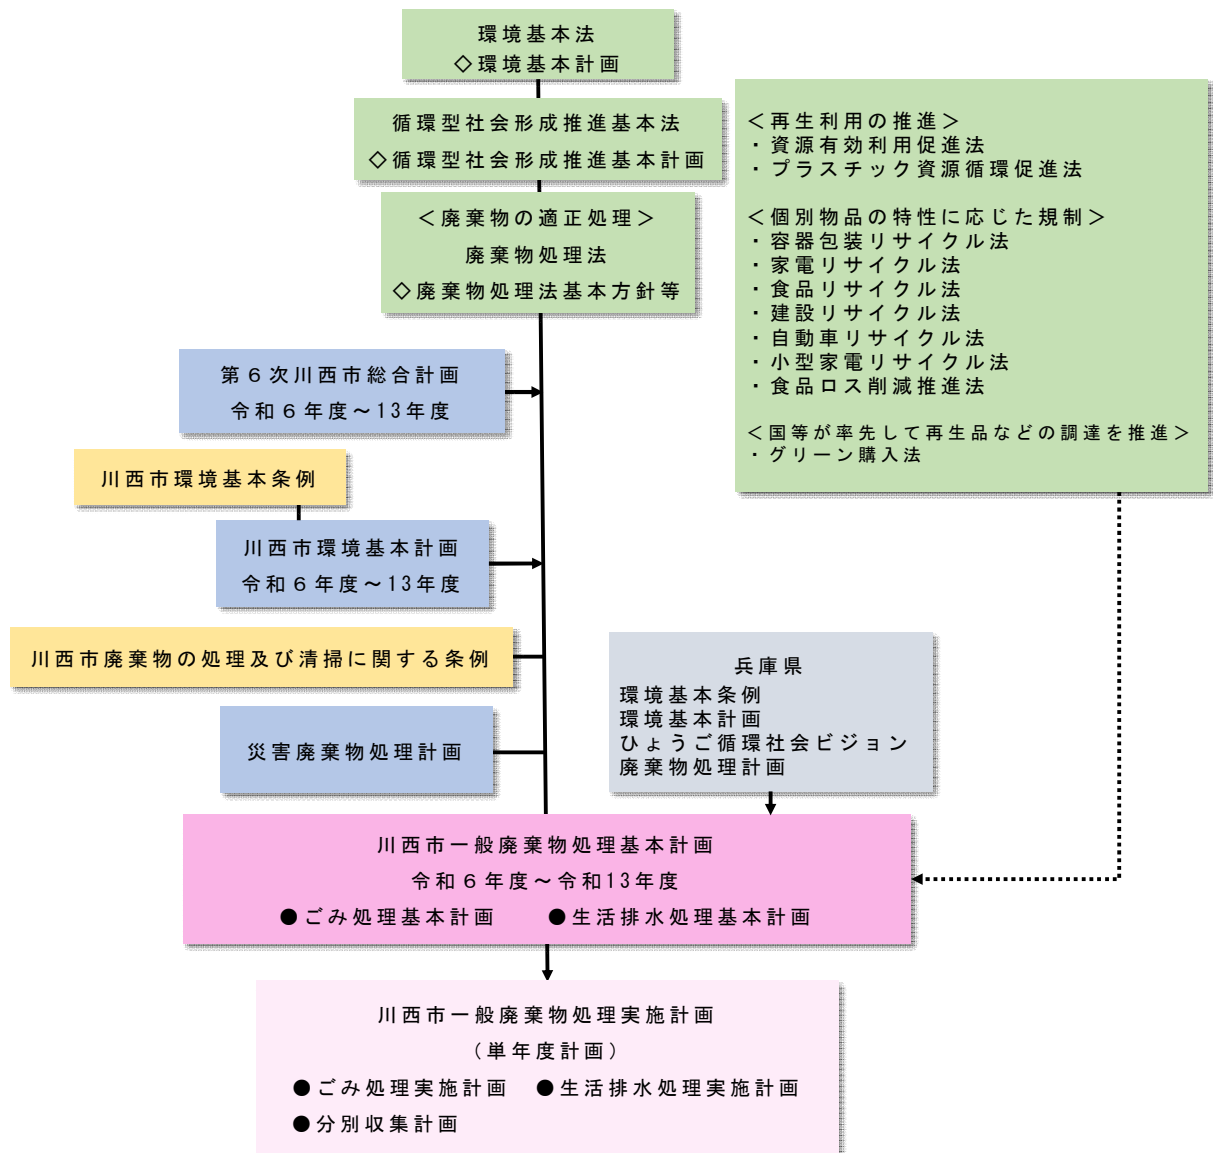 環境基本法
◇環境基本計画
循環型社会形成推進基本法
◇循環型社会形成推進基本計画
＜廃棄物の適正処理＞
廃棄物処理法
◇廃棄物処理法基本方針等
＜再生利用の推進＞
・資源有効利用促進法
・プラスチック資源循環促進法
＜個別物品の特性に応じた規制＞
・容器包装リサイクル法
・家電リサイクル法
・食品リサイクル法
・建設リサイクル法
・自動車リサイクル法
・小型家電リサイクル法
・食品ロス削減推進法
＜国等が率先して再生品などの調達を推進＞
・グリーン購入法
第６次川西市総合計画
令和６年度～13年度
川西市環境基本条例
川西市環境基本計画
令和６年度～13年度
川西市廃棄物の処理及び清掃に関する条例
災害廃棄物処理計画
兵庫県
環境基本条例
環境基本計画
ひょうご循環社会ビジョン
廃棄物処理計画
川西市一般廃棄物処理基本計画
令和６年度～令和13年度
●ごみ処理基本計画　●生活排水処理基本計画
川西市一般廃棄物処理実施計画
（単年度計画）
●ごみ処理実施計画　●生活排水処理実施計画
●分別収集計画